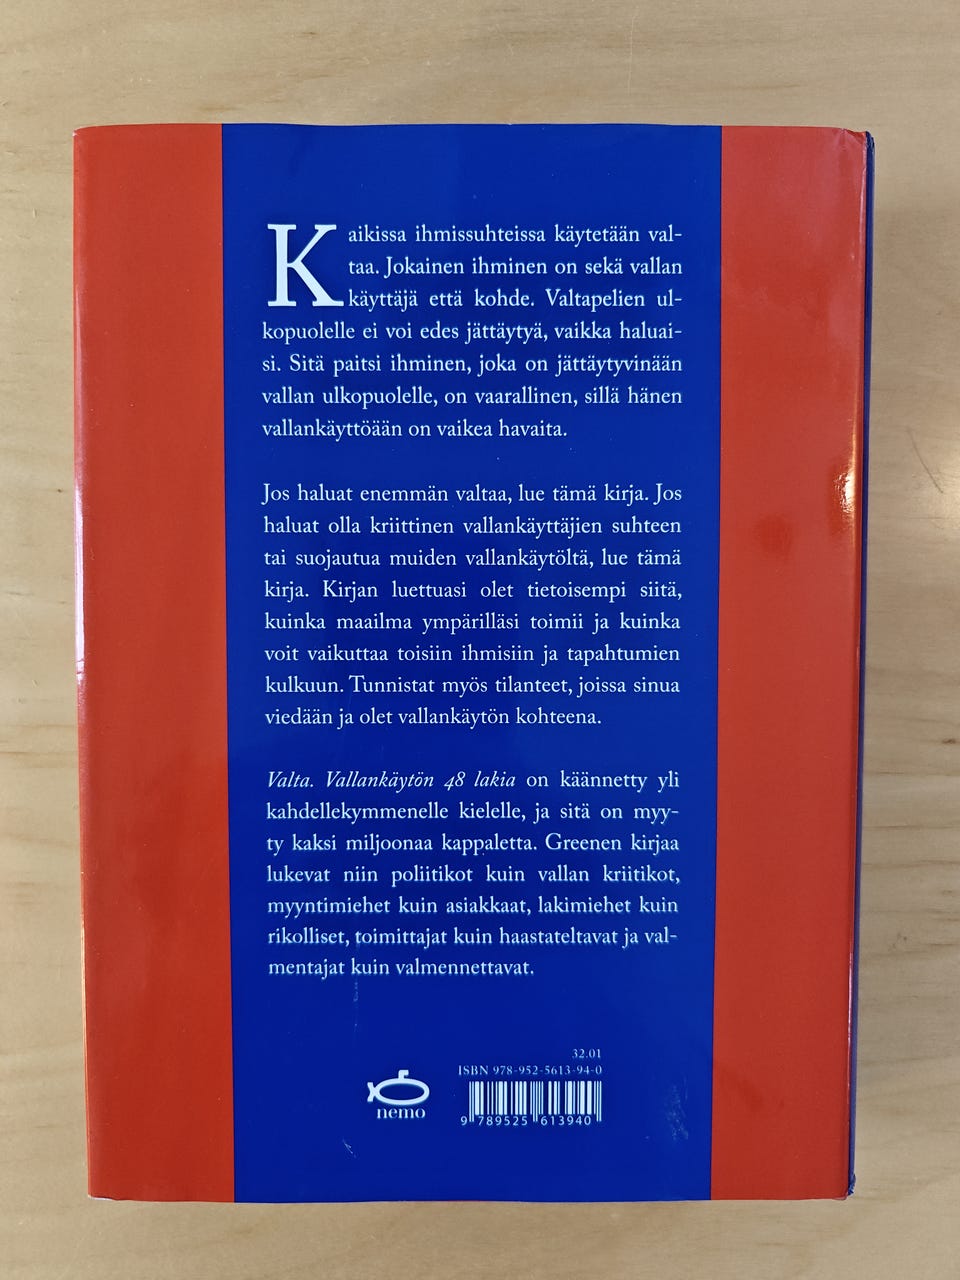 Kaikissa ihmissuhteissa käytetään val-
taa. Jokainen ihminen on sekä vallan
käyttäjä että kohde. Valtapelien ul-
kopuolelle ei voi edes jättäytyä, vaikka haluai-
si. Sitä paitsi ihminen, joka on jättäytyvinään
vallan ulkopuolelle, on vaarallinen, sillä hänen
vallankäyttöään on vaikea havaita.
Jos haluat enemmän valtaa, lue tämä kirja. Jos
haluat olla kriittinen vallankäyttäjien suhteen
tai suojautua muiden vallankäytöltä, lue tämä
kirja. Kirjan luettuasi olet tietoisempi siitä,
kuinka maailma ympärilläsi toimii ja kuinka
voit vaikuttaa toisiin ihmisiin ja tapahtumien
kulkuun. Tunnistat myös tilanteet, joissa sinua
viedään ja olet vallankäytön kohteena.
Valta. Vallankäytön 48 lakia on käännetty yli
kahdellekymmenelle kielelle, ja sitä on myy-
ty kaksi miljoonaa kappaletta. Greenen kirjaa
lukevat niin poliitikot kuin vallan kriitikot,
myyntimiehet kuin asiakkaat, lakimiehet kuin
rikolliset, toimittajat kuin haastateltavat ja val-
mentajat kuin valmennettavat.
32.01
ISBN 978-952-5613-94-0
nemo
9 789525 613940